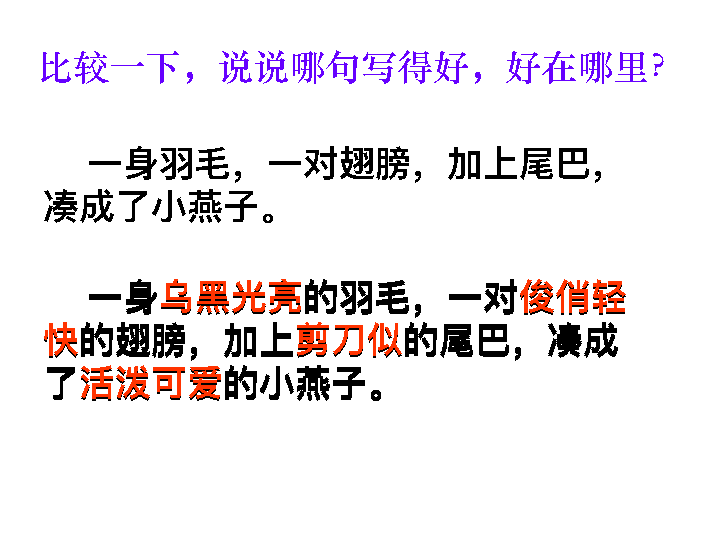 比较一下，说说哪句写得好，好在哪里?
一身羽毛，一对翅膀，加上尾巴，
凑成了小燕子。
一身乌黑光亮的羽毛，一对俊俏轻
快的翅膀，加上剪刀似的尾巴，凑成
了活泼可爱的小燕子。